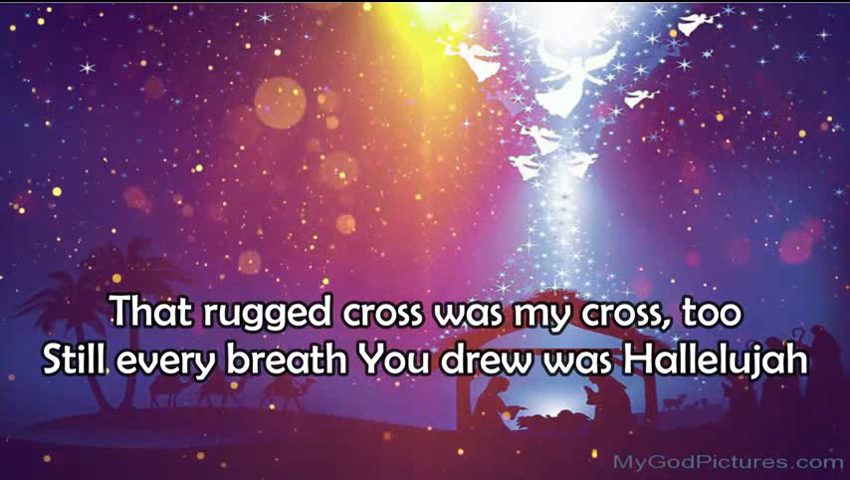 That rugged cross was my cross, too
Still every breath You drew was Hallelujah
MyGodPictures.com